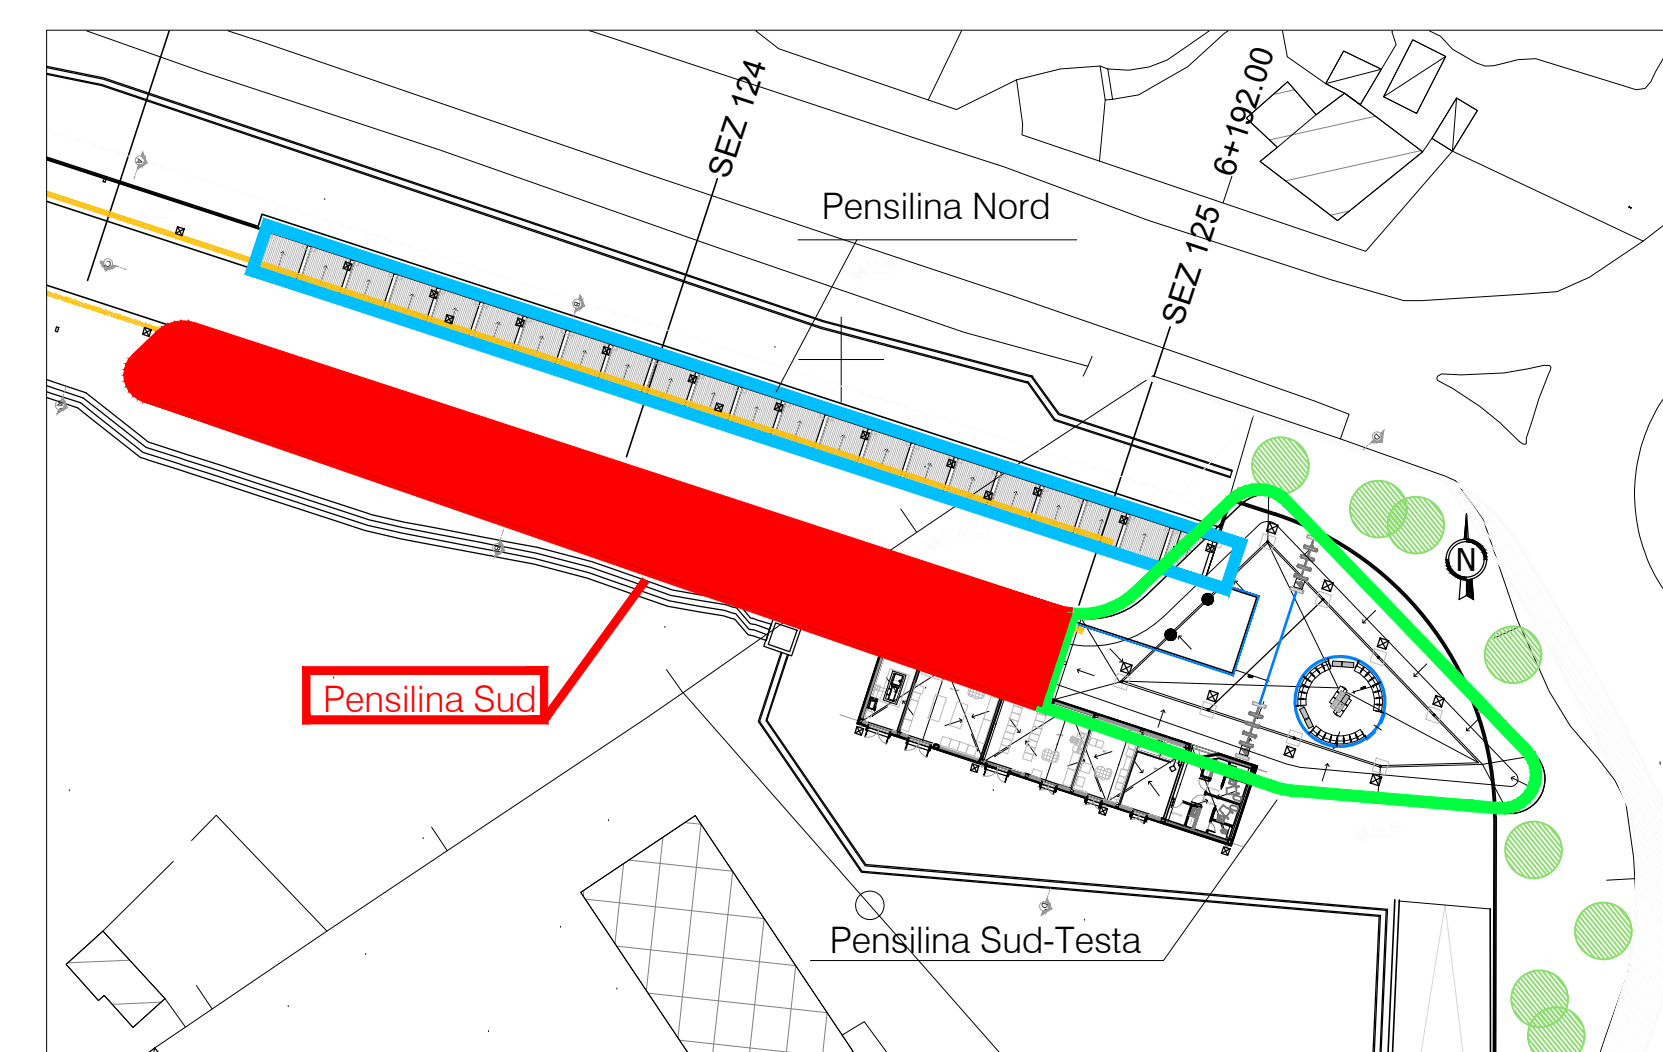 SEZ 124
6+192.00
Pensilina Nord
SEZ 125
N
Pensilina Sud
Pensilina Sud-Testa